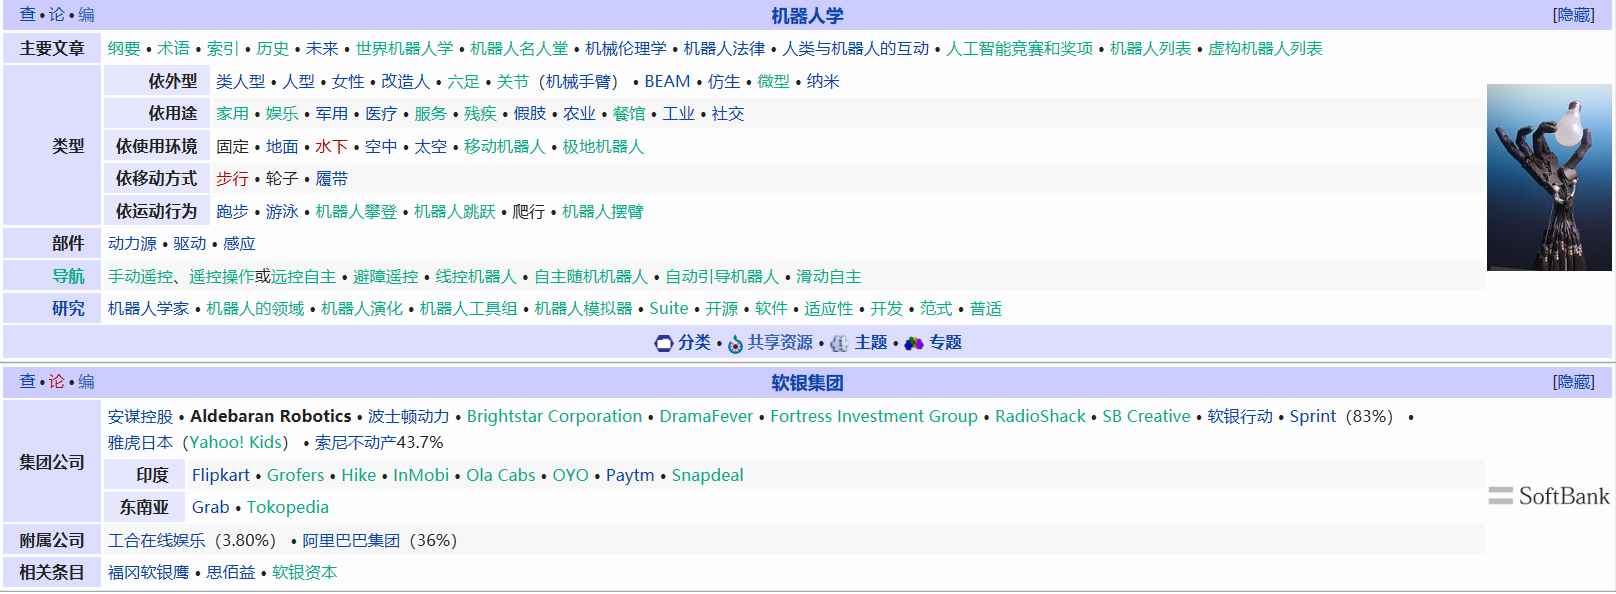 查 • 论 • 编 机器人学 [隐藏]
主要文章 纲要 • 术语 • 索引 • 历史 • 未来 • 世界机器人学 • 机器人名人堂 • 机械伦理学 • 机器人法律 • 人类与机器人的互动 • 人工智能竞赛和奖项 • 机器人列表 • 虚构机器人列表
类型
依外型 类人型 • 人型 • 女性 • 改造人 • 六足 • 关节（机械手臂） • BEAM • 仿生 • 微型 • 纳米
依用途 家用 • 娱乐 • 军用 • 医疗 • 服务 • 残疾 • 假肢 • 农业 • 餐馆 • 工业 • 社交
依使用环境 固定 • 地面 • 水下 • 空中 • 太空 • 移动机器人 • 极地机器人
依移动方式 步行 • 轮子 • 履带
依运动行为 跑步 • 游泳 • 机器人攀登 • 机器人跳跃 • 爬行 • 机器人摆臂
部件 动力源 • 驱动 • 感应
导航 手动遥控、遥控操作或远控自主 • 避障遥控 • 线控机器人 • 自主随机机器人 • 自动引导机器人 • 滑动自主
研究 机器人学家 • 机器人的领域 • 机器人演化 • 机器人工具组 • 机器人模拟器 • Suite • 开源 • 软件 • 适应性 • 开发 • 范式 • 普适
分类 • 共享资源 • 主题 • 专题
查 • 论 • 编 软银集团 [隐藏]
集团公司
安谋控股 • Aldebaran Robotics • 波士顿动力 • Brightstar Corporation • DramaFever • Fortress Investment Group • RadioShack • SB Creative • 软银行动 • Sprint（83%） •
雅虎日本（Yahoo! Kids） • 索尼不动产43.7%
印度 Flipkart • Grofers • Hike • InMobi • Ola Cabs • OYO • Paytm • Snapdeal
东南亚 Grab • Tokopedia
SoftBank
附属公司 工合在线娱乐（3.80%） • 阿里巴巴集团（36%）
相关条目 福冈软银鹰 • 思佰益 • 软银资本